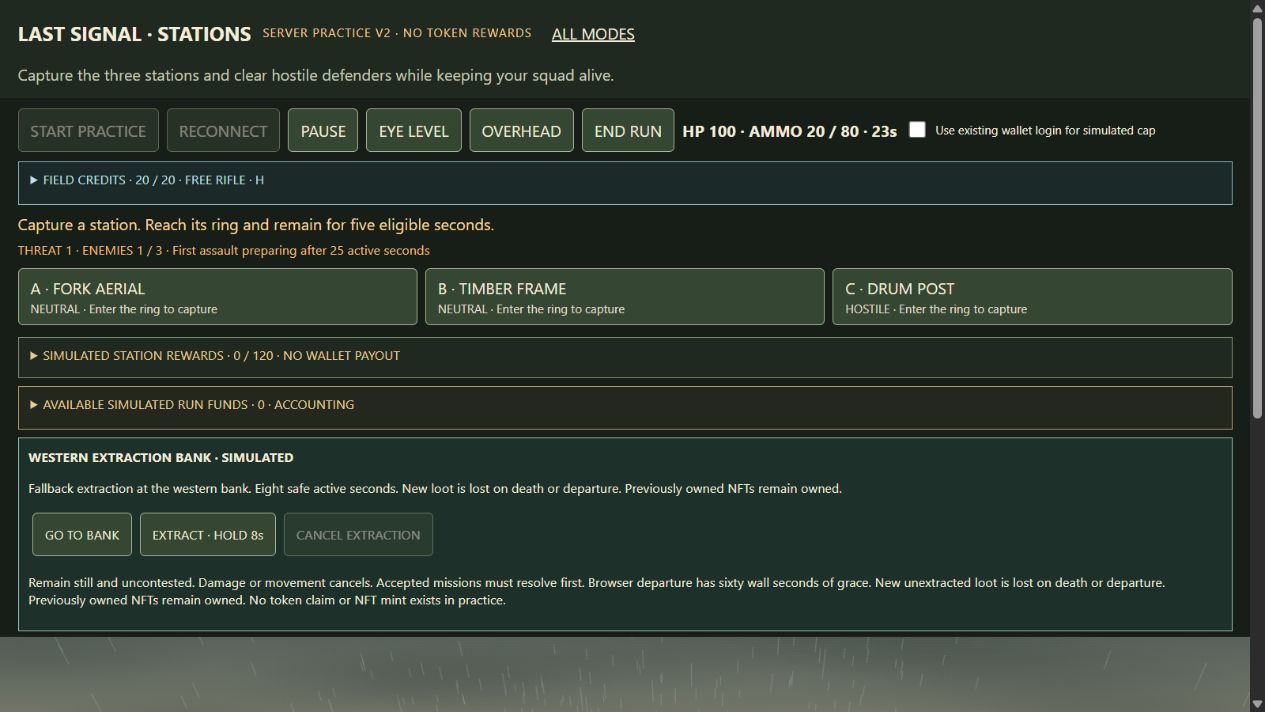 LAST SIGNAL · STATIONS SERVER PRACTICE V2 · NO TOKEN REWARDS ALL MODES
Capture the three stations and clear hostile defenders while keeping your squad alive.
START PRACTICE RECONNECT PAUSE EYE LEVEL OVERHEAD END RUN HP 100 · AMMO 20 / 80 · 23s Use existing wallet login for simulated cap
FIELD CREDITS · 20 / 20 · FREE RIFLE · H
Capture a station. Reach its ring and remain for five eligible seconds.
THREAT 1 · ENEMIES 1 / 3 · First assault preparing after 25 active seconds
A · FORK AERIAL B · TIMBER FRAME C · DRUM POST
NEUTRAL · Enter the ring to capture NEUTRAL · Enter the ring to capture HOSTILE · Enter the ring to capture
SIMULATED STATION REWARDS · 0 / 120 · NO WALLET PAYOUT
AVAILABLE SIMULATED RUN FUNDS · 0 · ACCOUNTING
WESTERN EXTRACTION BANK · SIMULATED
Fallback extraction at the western bank. Eight safe active seconds. New loot is lost on death or departure. Previously owned NFTs remain owned.
GO TO BANK EXTRACT · HOLD 8s CANCEL EXTRACTION
Remain still and uncontested. Damage or movement cancels. Accepted missions must resolve first. Browser departure has sixty wall seconds of grace. New unextracted loot is lost on death or departure.
Previously owned NFTs remain owned. No token claim or NFT mint exists in practice.